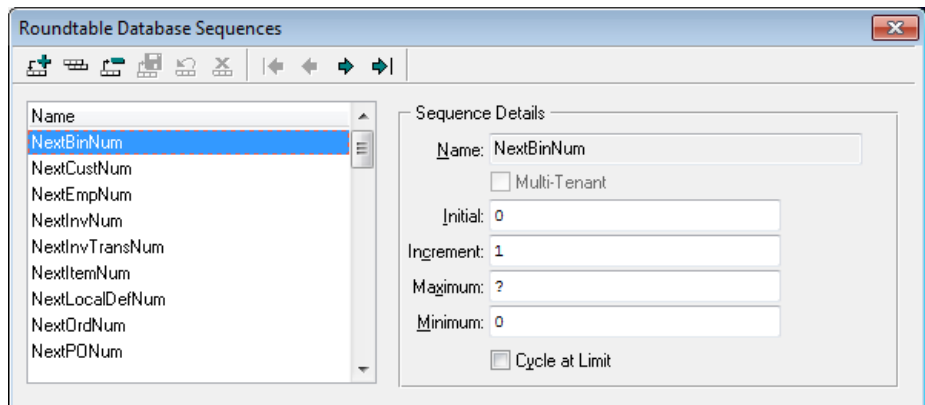 Roundtable Database Sequences
Name
NextBinNum
NextCustNum
NextEmpNum
NextInvNum
NextInvTransNum
NextItemNum
NextLocalDefNum
NextOrdNum
NextPONum
Sequence Details
Name: NextBinNum
Multi-Tenant
Initial: 0
Increment: 1
Maximum: ?
Minimum: 0
Cycle at Limit